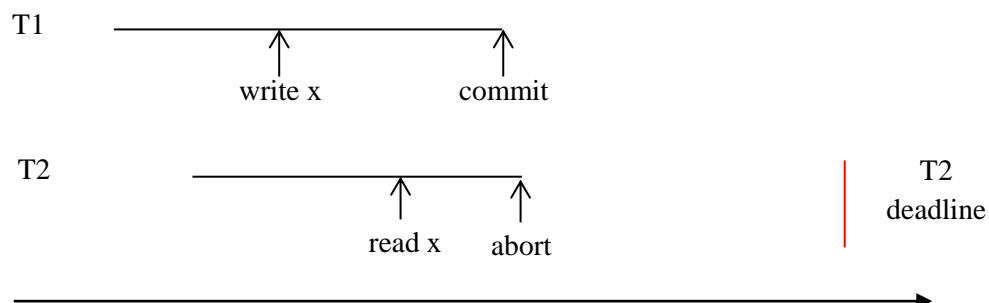 T1
write x
commit
T2
read x
abort
T2
deadline